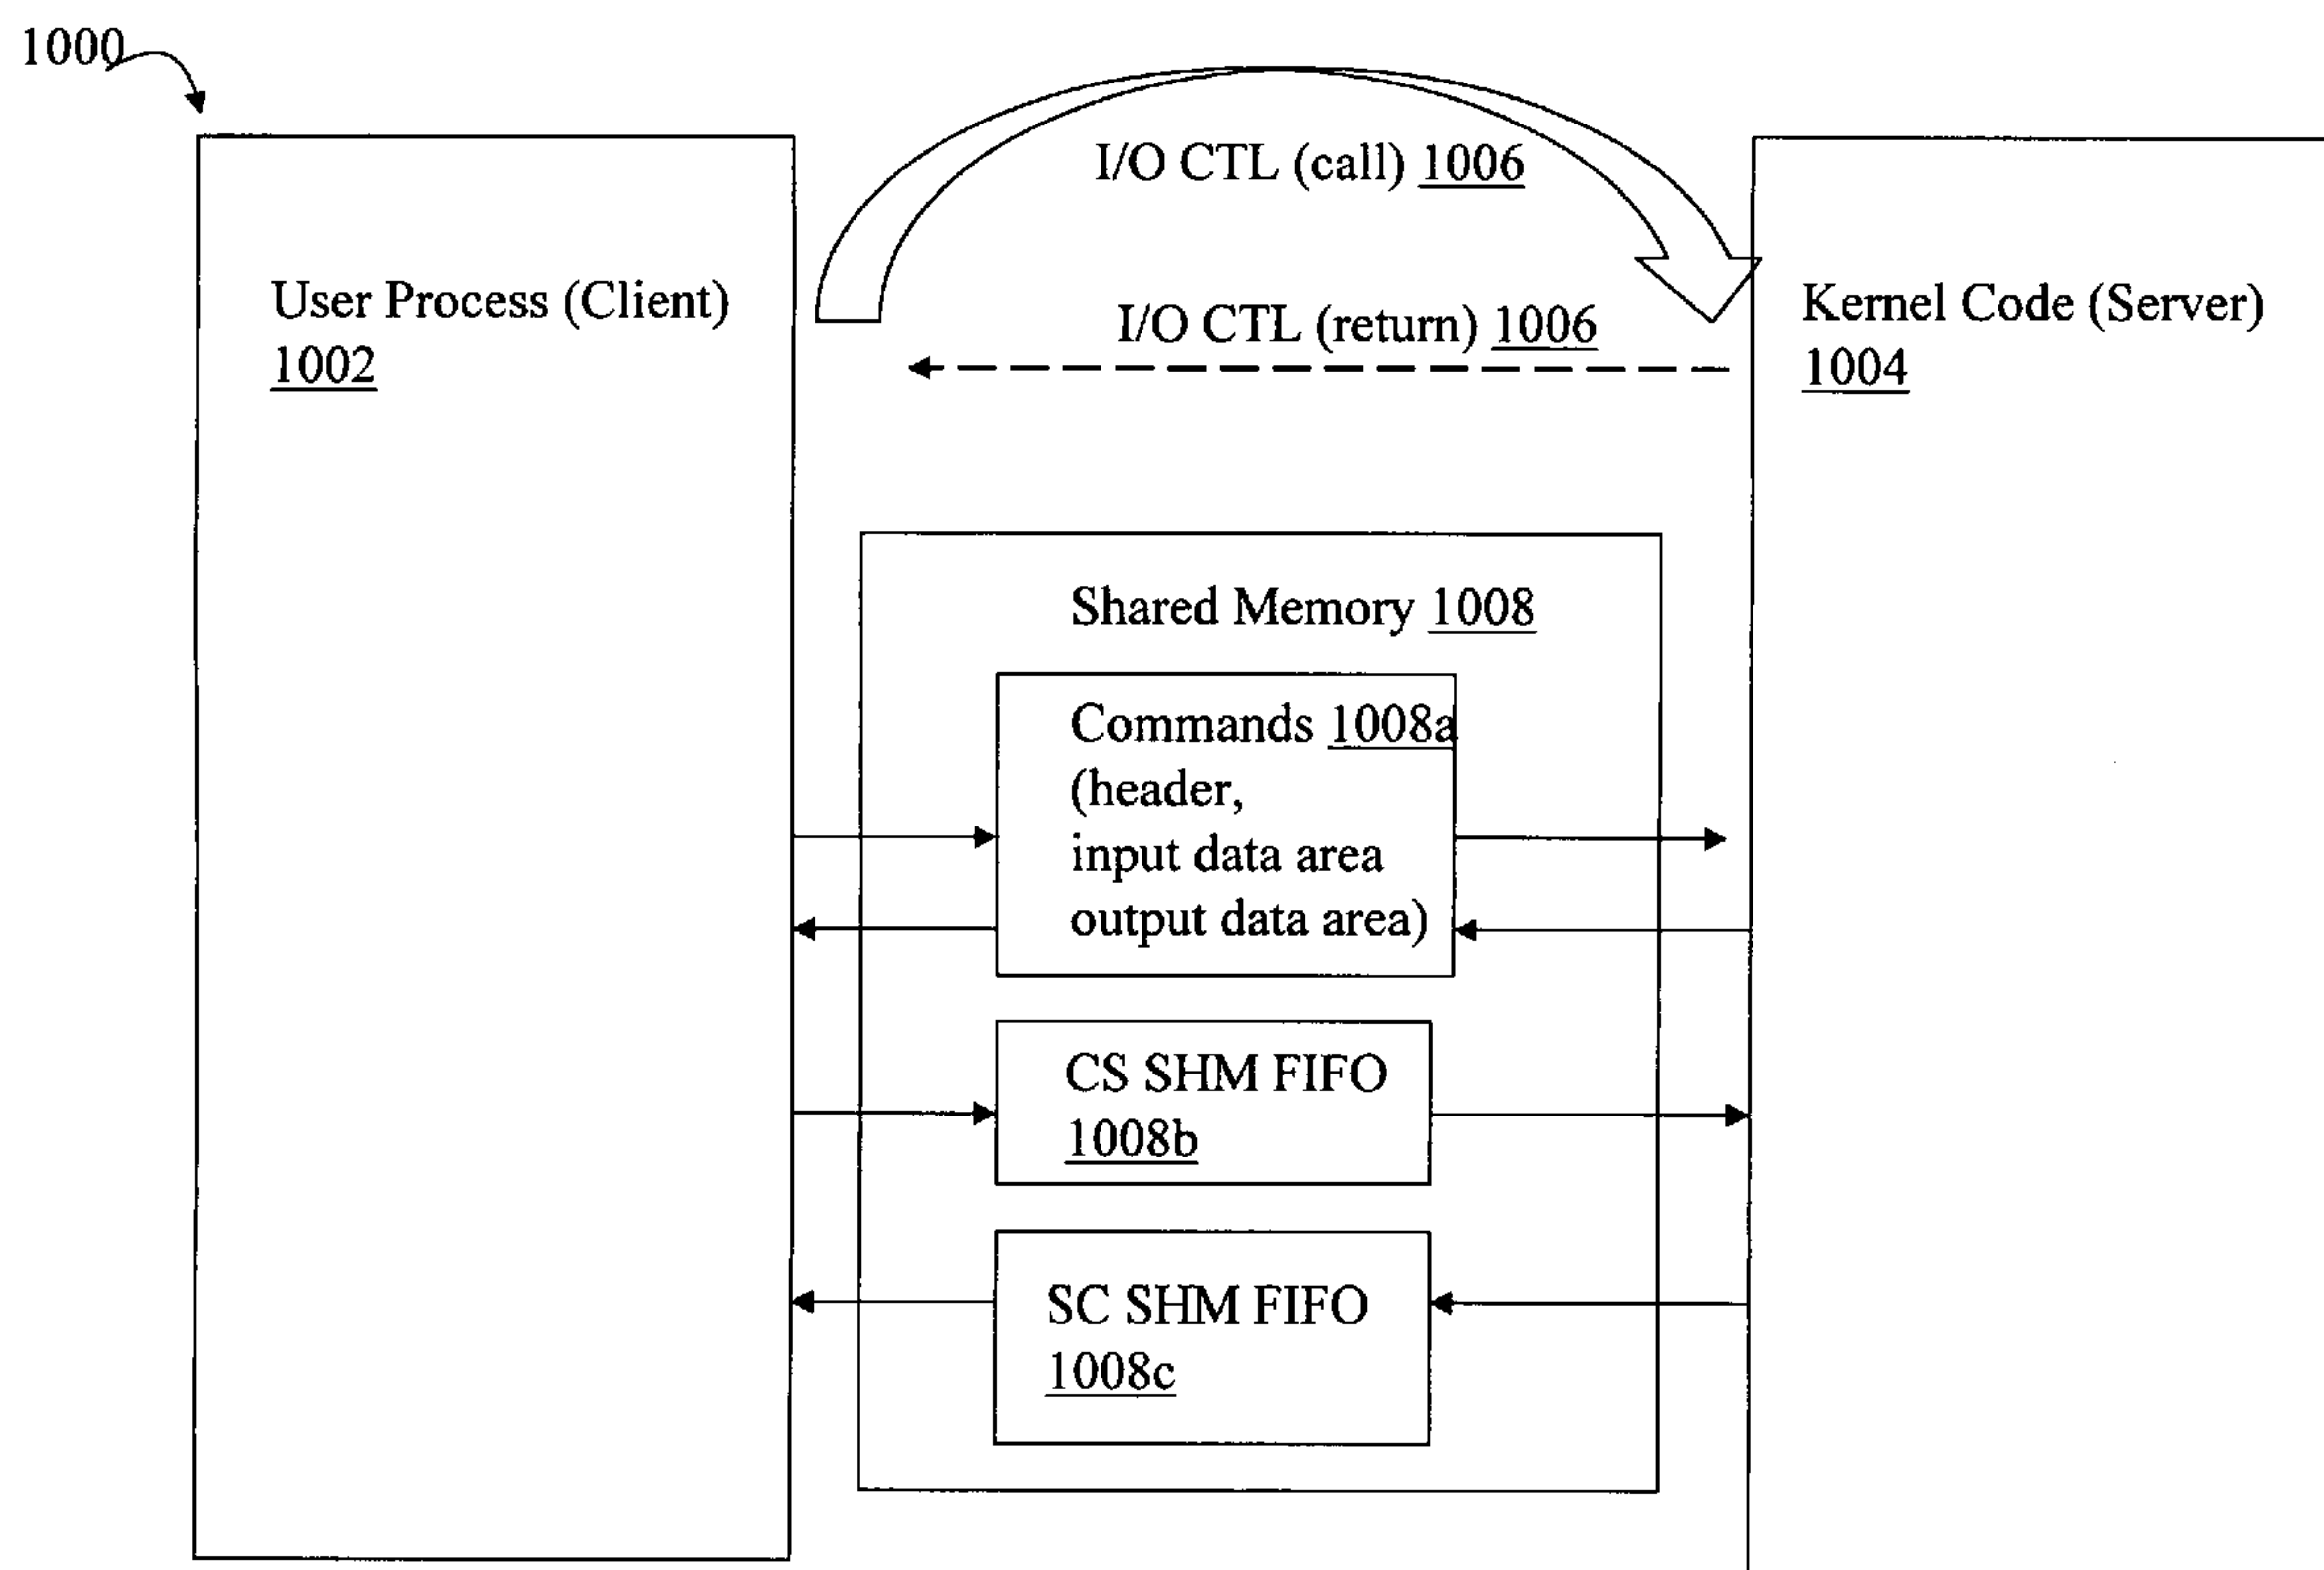 1000
I/O CTL (call) 1006
User Process (Client)
1002
I/O CTL (return) 1006
Kernel Code (Server)
1004
Shared Memory 1008
Commands 1008a
(header,
input data area
output data area)
CS SHM FIFO
1008b
SC SHM FIFO
1008c